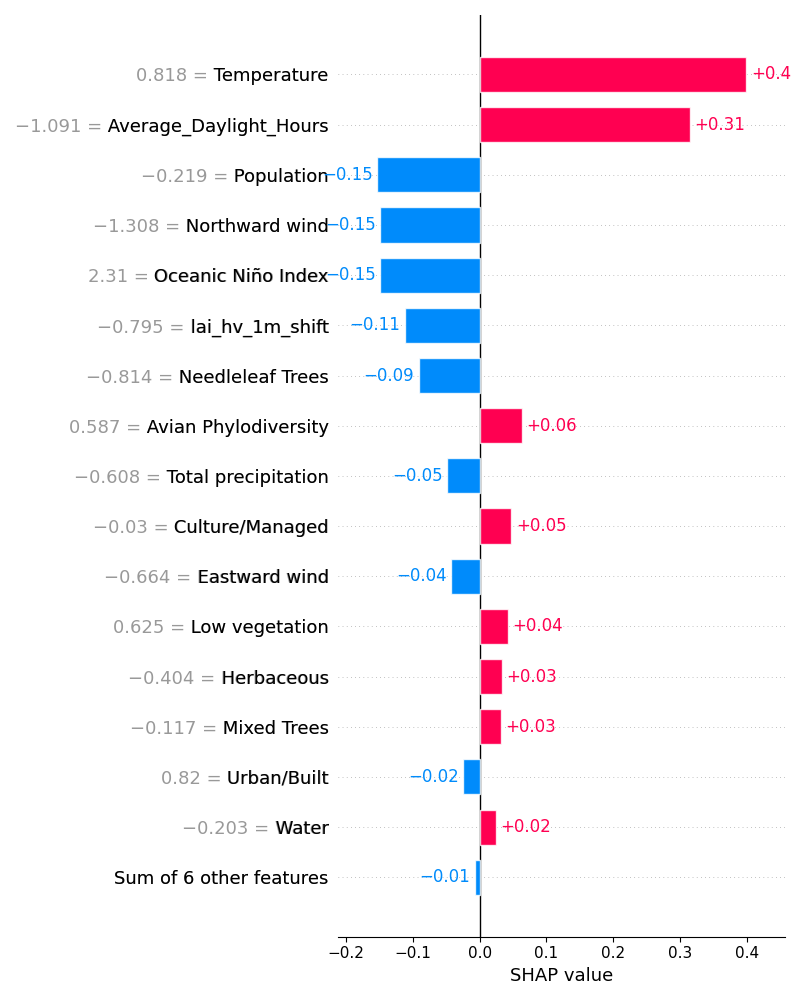 0.818 = Temperature +0.4
−1.091 = Average_Daylight_Hours +0.31
−0.219 = Population −0.15
−1.308 = Northward wind −0.15
2.31 = Oceanic Niño Index −0.15
−0.795 = lai_hv_1m_shift −0.11
−0.814 = Needleleaf Trees −0.09
0.587 = Avian Phylodiversity +0.06
−0.608 = Total precipitation −0.05
−0.03 = Culture/Managed +0.05
−0.664 = Eastward wind −0.04
0.625 = Low vegetation +0.04
−0.404 = Herbaceous +0.03
−0.117 = Mixed Trees +0.03
0.82 = Urban/Built −0.02
−0.203 = Water +0.02
Sum of 6 other features −0.01
−0.2 −0.1 0.0 0.1 0.2 0.3 0.4
SHAP value